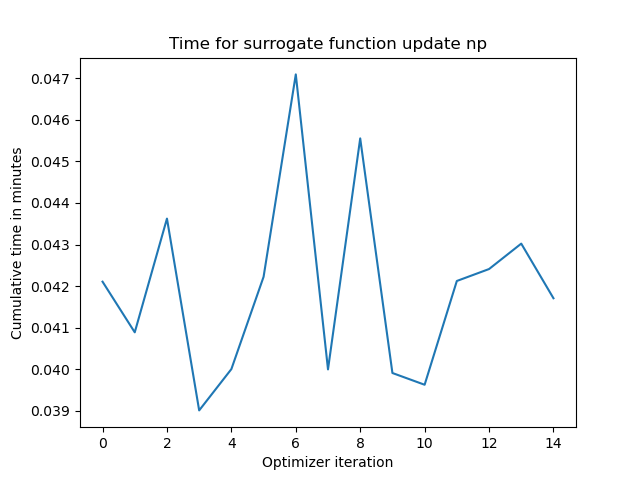 Time for surrogate function update np
Cumulative time in minutes
0.047
0.046
0.045
0.044
0.043
0.042
0.041
0.040
0.039
0 2 4 6 8 10 12 14
Optimizer iteration